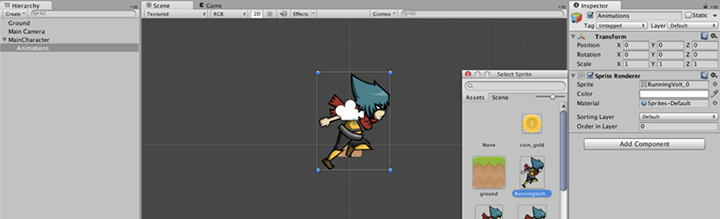 Hierarchy
Create
All
Ground
Main Camera
MainCharacter
Animations
Scene
Game
Textured
RGB
2D
Effects
Gizmos
All
Select Sprite
Assets
Scene
None
coin_gold
ground
RunningVolt_
Inspector
Animations
Static
Tag Untagged
Layer Default
Transform
Position X 0 Y 0 Z 0
Rotation X 0 Y 0 Z 0
Scale X 1 Y 1 Z 1
Sprite Renderer
Sprite RunningVolt_0
Color
Material Sprites-Default
Sorting Layer Default
Order in Layer 0
Add Component